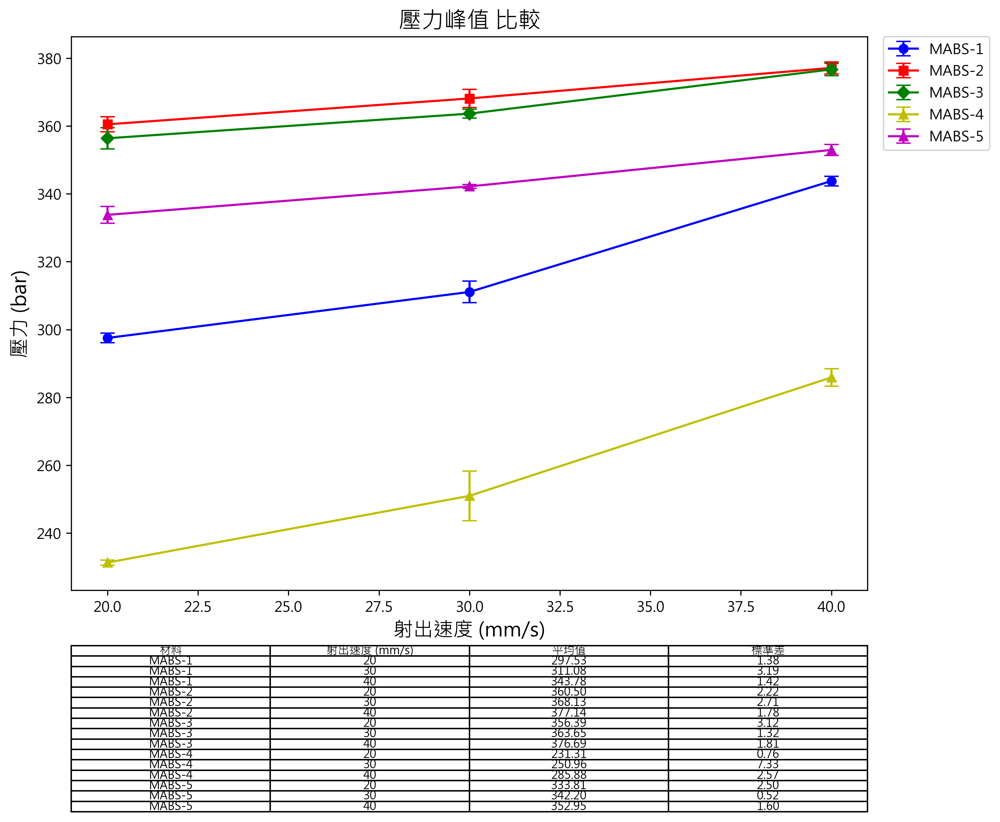 壓力峰值 比較
380
360
340
320
300
280
260
240
壓力 (bar)
20.0 22.5 25.0 27.5 30.0 32.5 35.0 37.5 40.0
射出速度 (mm/s)
MABS-1
MABS-2
MABS-3
MABS-4
MABS-5
材料 射出速度 (mm/s) 平均值 標準差
MABS-1 20 297.53 1.38
MABS-1 30 311.08 3.19
MABS-1 40 343.78 1.42
MABS-2 20 360.50 2.22
MABS-2 30 368.13 2.71
MABS-2 40 377.14 1.78
MABS-3 20 356.39 3.12
MABS-3 30 363.65 1.32
MABS-3 40 376.69 1.81
MABS-4 20 231.31 0.76
MABS-4 30 250.96 7.33
MABS-4 40 285.88 2.57
MABS-5 20 333.81 2.50
MABS-5 30 342.20 0.52
MABS-5 40 352.95 1.60